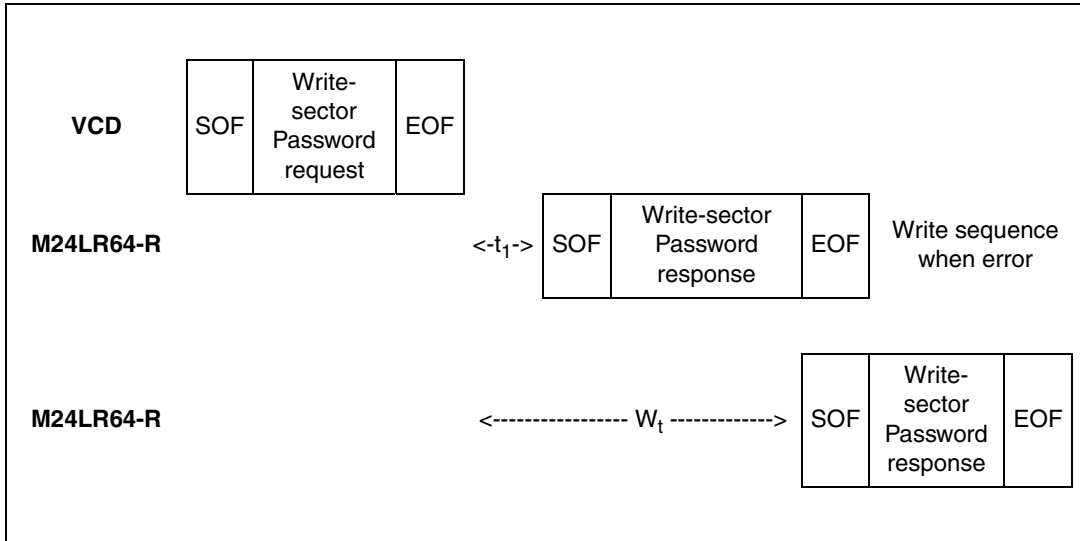 VCD
SOF
Write-
sector
Password
request
EOF
M24LR64-R
<-t₁->
SOF
Write-sector
Password
response
EOF
Write sequence
when error
M24LR64-R
<---------------- Wₜ ------------>
SOF
Write-
sector
Password
response
EOF